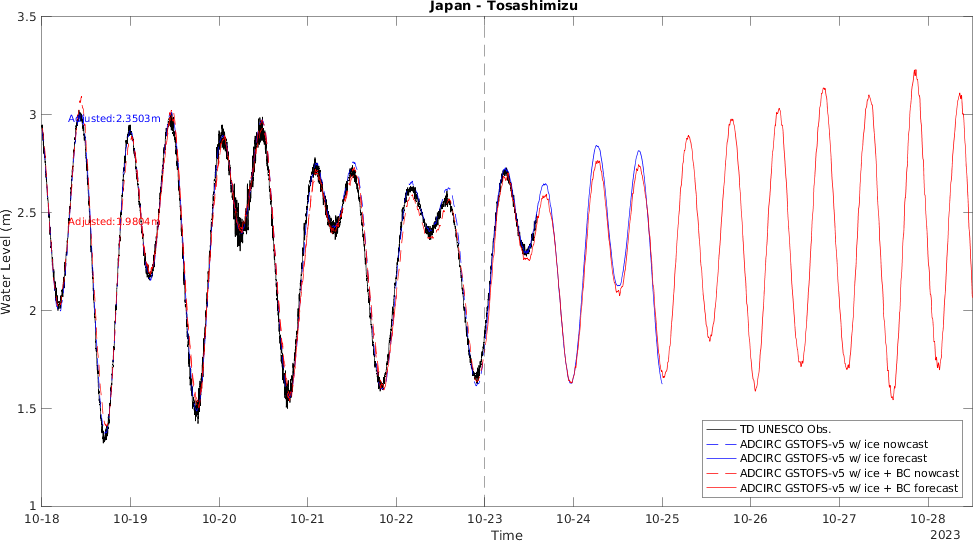 Japan - Tosashimizu
3.5
3
2.5
2
1.5
1
Water Level (m)
Adjusted:2.3503m
Adjusted:1.9804m
TD UNESCO Obs.
ADCIRC GSTOFS-v5 w/ ice nowcast
ADCIRC GSTOFS-v5 w/ ice forecast
ADCIRC GSTOFS-v5 w/ ice + BC nowcast
ADCIRC GSTOFS-v5 w/ ice + BC forecast
10-18 10-19 10-20 10-21 10-22 10-23 10-24 10-25 10-26 10-27 10-28
2023
Time